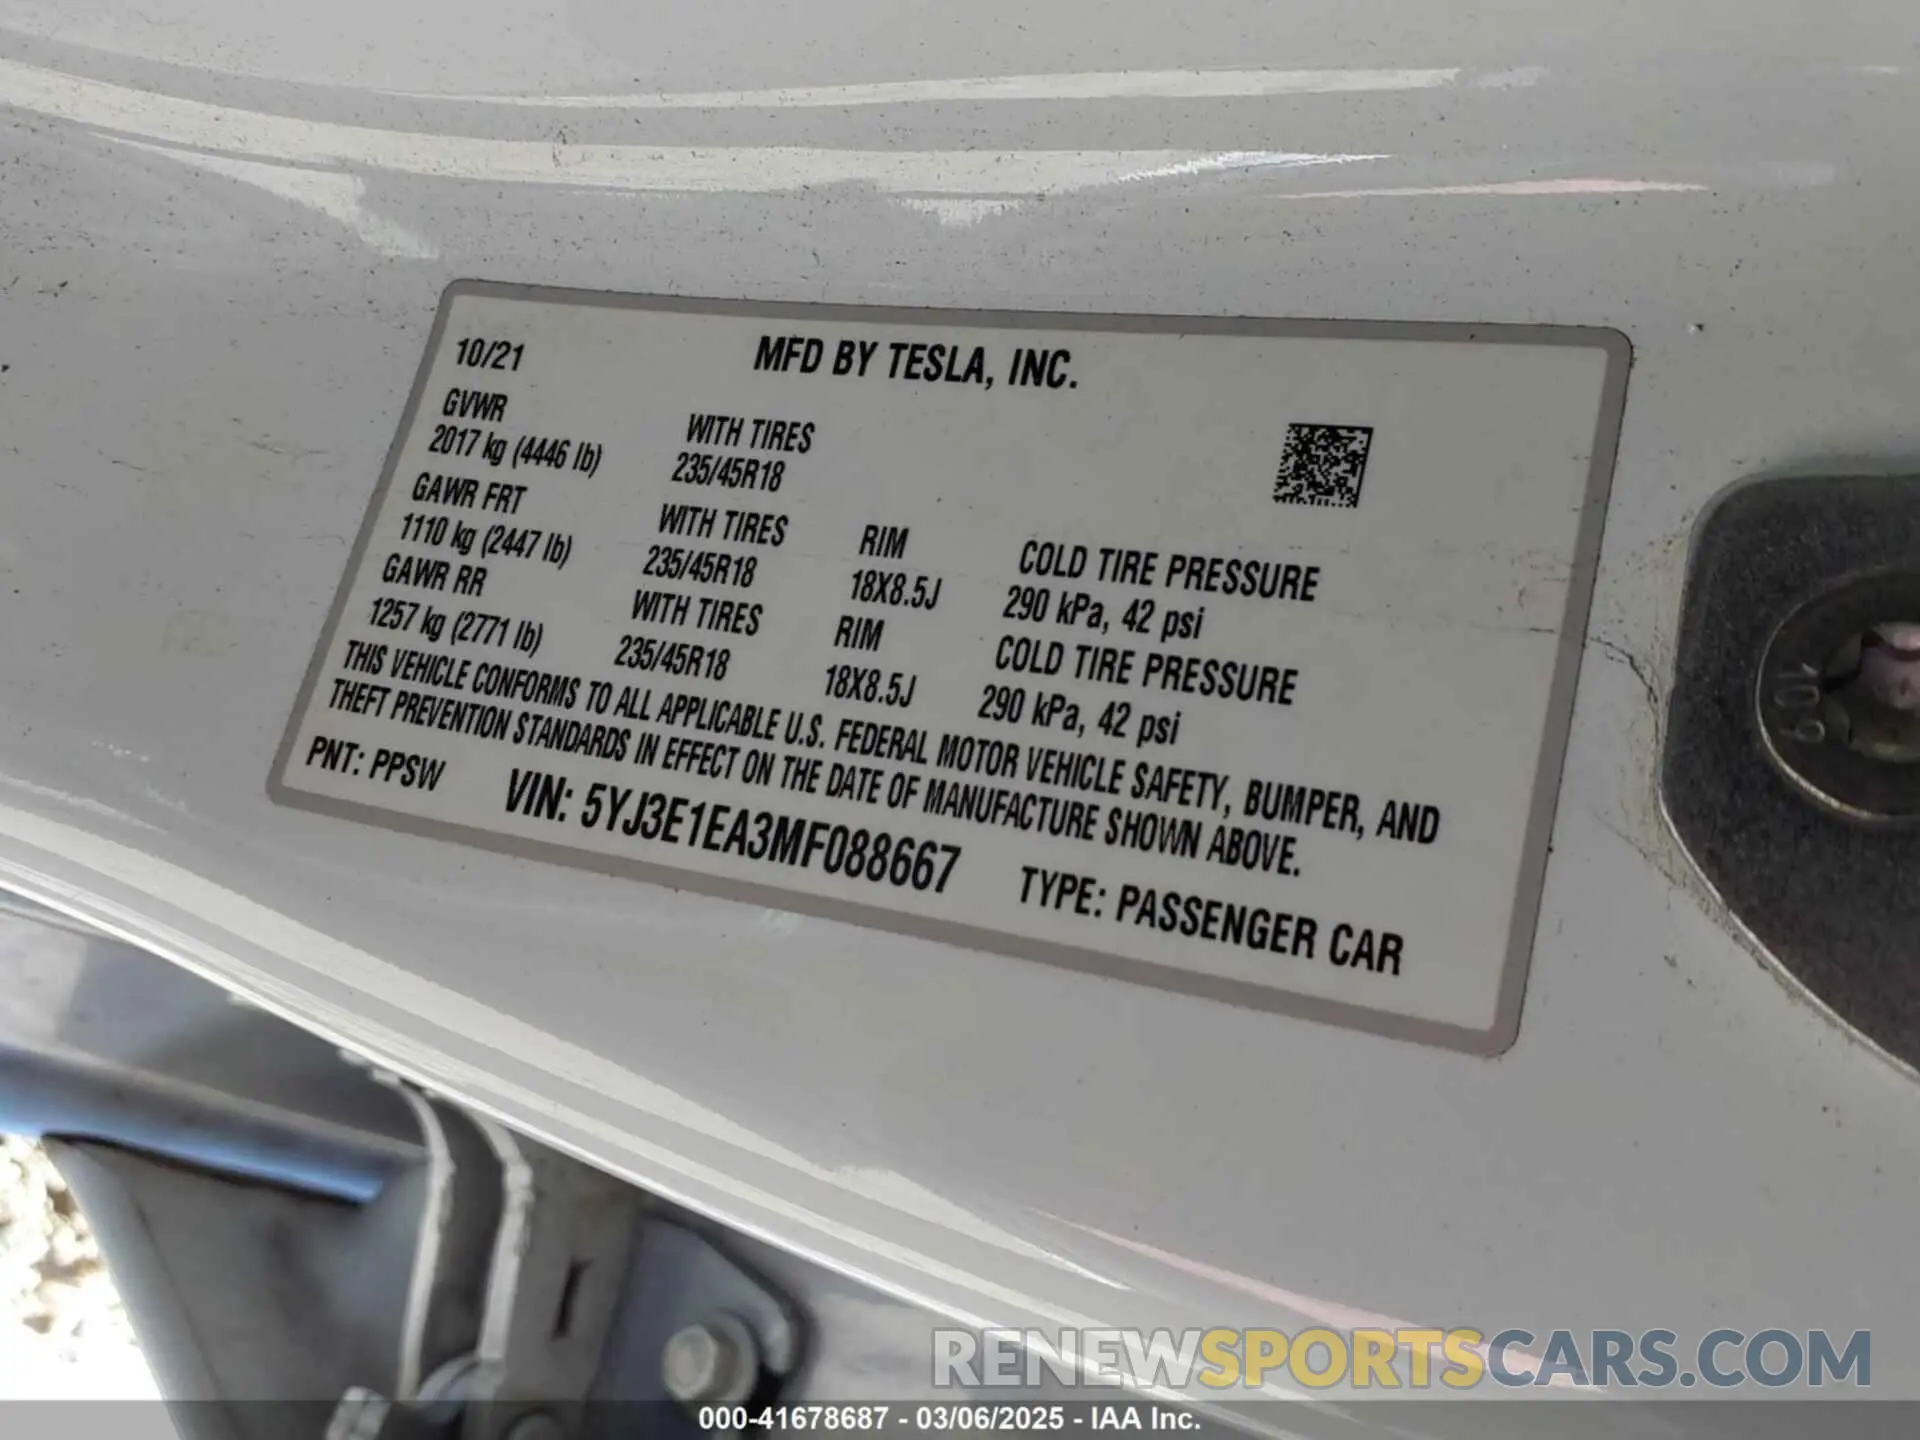 10/21 MFD BY TESLA, INC.
GVWR
2017 kg (4446 lb)
WITH TIRES
235/45R18
GAWR FRT
1110 kg (2447 lb)
WITH TIRES
235/45R18
RIM
18X8.5J
COLD TIRE PRESSURE
290 kPa, 42 psi
GAWR RR
1257 kg (2771 lb)
WITH TIRES
235/45R18
RIM
18X8.5J
COLD TIRE PRESSURE
290 kPa, 42 psi
THIS VEHICLE CONFORMS TO ALL APPLICABLE U.S. FEDERAL MOTOR VEHICLE SAFETY, BUMPER, AND
THEFT PREVENTION STANDARDS IN EFFECT ON THE DATE OF MANUFACTURE SHOWN ABOVE.
PNT: PPSW VIN: 5YJ3E1EA3MF088667 TYPE: PASSENGER CAR
RENEWSPORTSCARS.COM
000-41678687 - 03/06/2025 - IAA Inc.